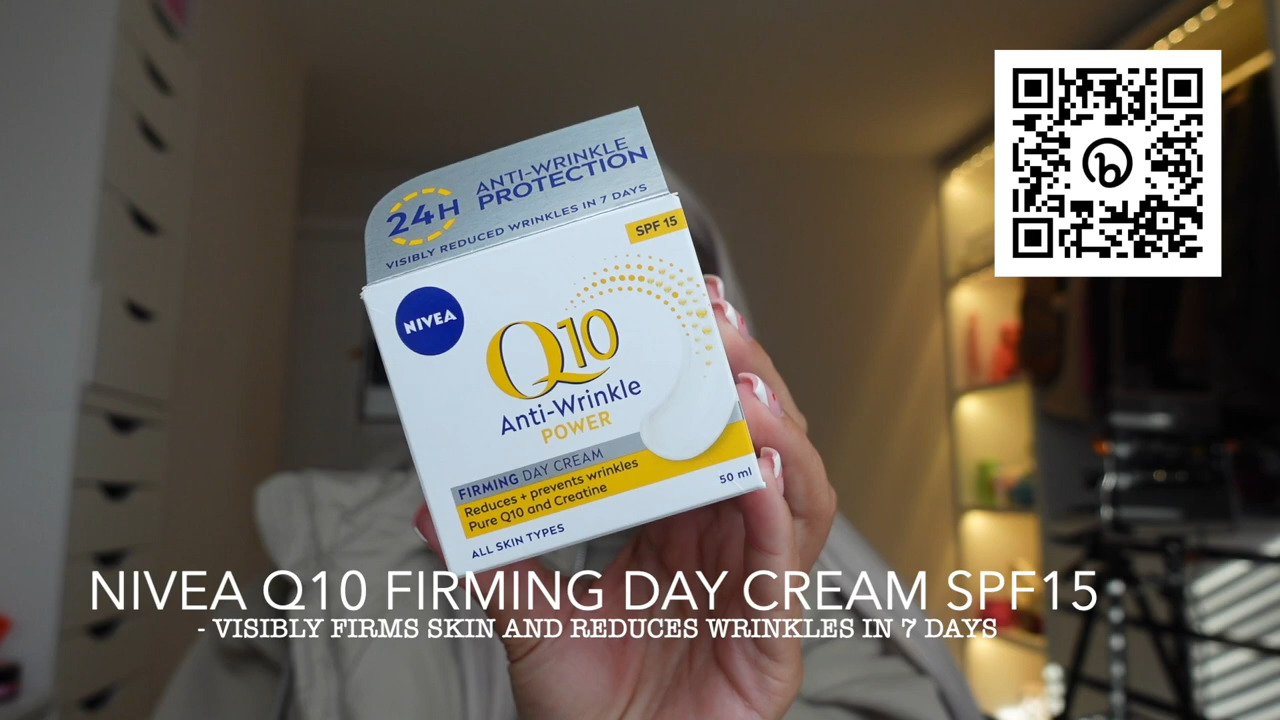 ANTI-WRINKLE
PROTECTION
24H
VISIBLY REDUCED WRINKLES IN 7 DAYS
SPF 15
NIVEA
Q10
Anti-Wrinkle
POWER
FIRMING DAY CREAM
Reduces + prevents wrinkles
Pure Q10 and Creatine
50 ml
ALL SKIN TYPES
NIVEA Q10 FIRMING DAY CREAM SPF15
- VISIBLY FIRMS SKIN AND REDUCES WRINKLES IN 7 DAYS